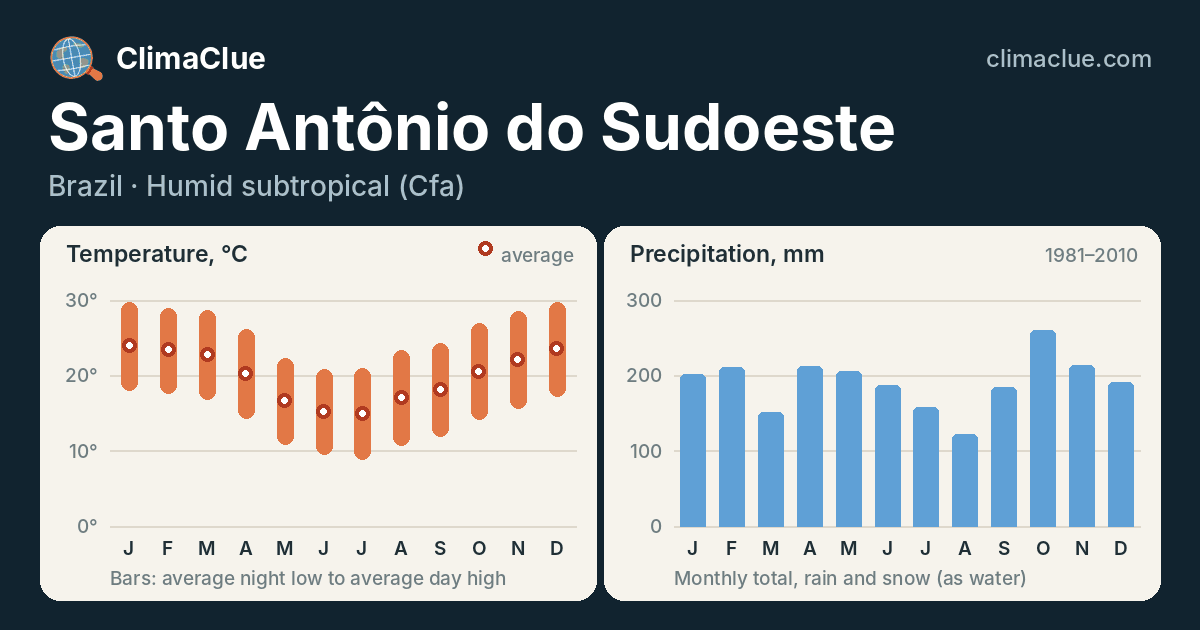 ClimaClue
climaclue.com
Santo Antônio do Sudoeste
Brazil · Humid subtropical (Cfa)
Temperature, °C
average
30°
20°
10°
0°
J F M A M J J A S O N D
Bars: average night low to average day high
Precipitation, mm
1981–2010
300
200
100
0
J F M A M J J A S O N D
Monthly total, rain and snow (as water)